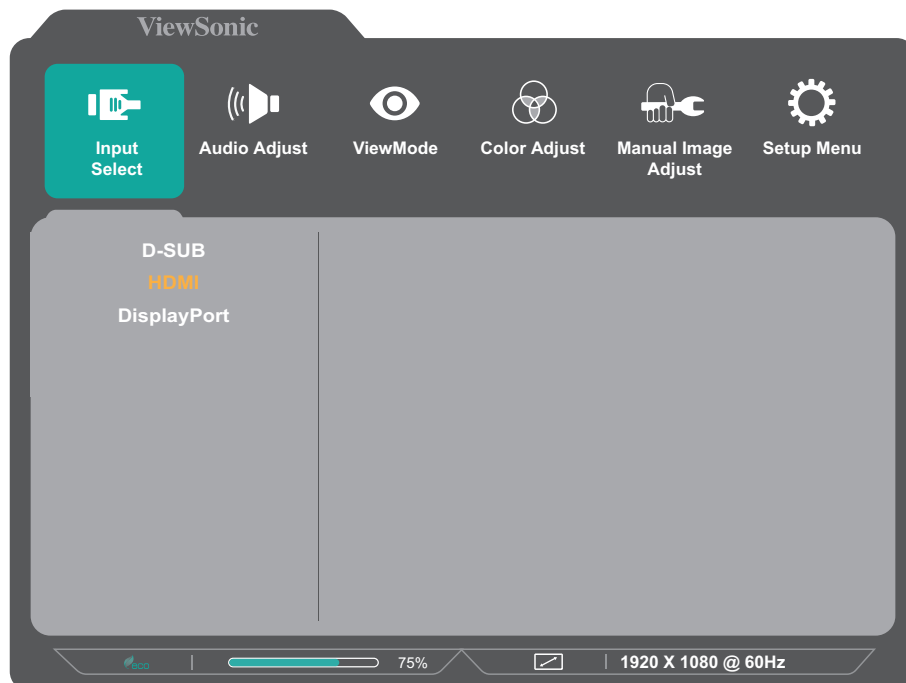 ViewSonic
Input
Select
Audio Adjust
ViewMode
Color Adjust
Manual Image
Adjust
Setup Menu
D-SUB
HDMI
DisplayPort
ECO
75%
1920 X 1080 @ 60Hz